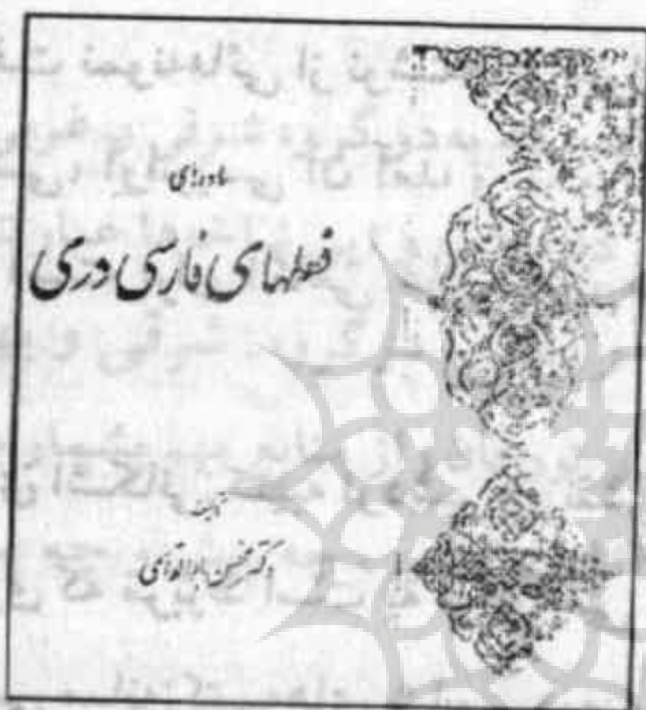 ماده‌های
فعلهای فارسی دری
تألیف
دکتر محسن ابوالقاسمی